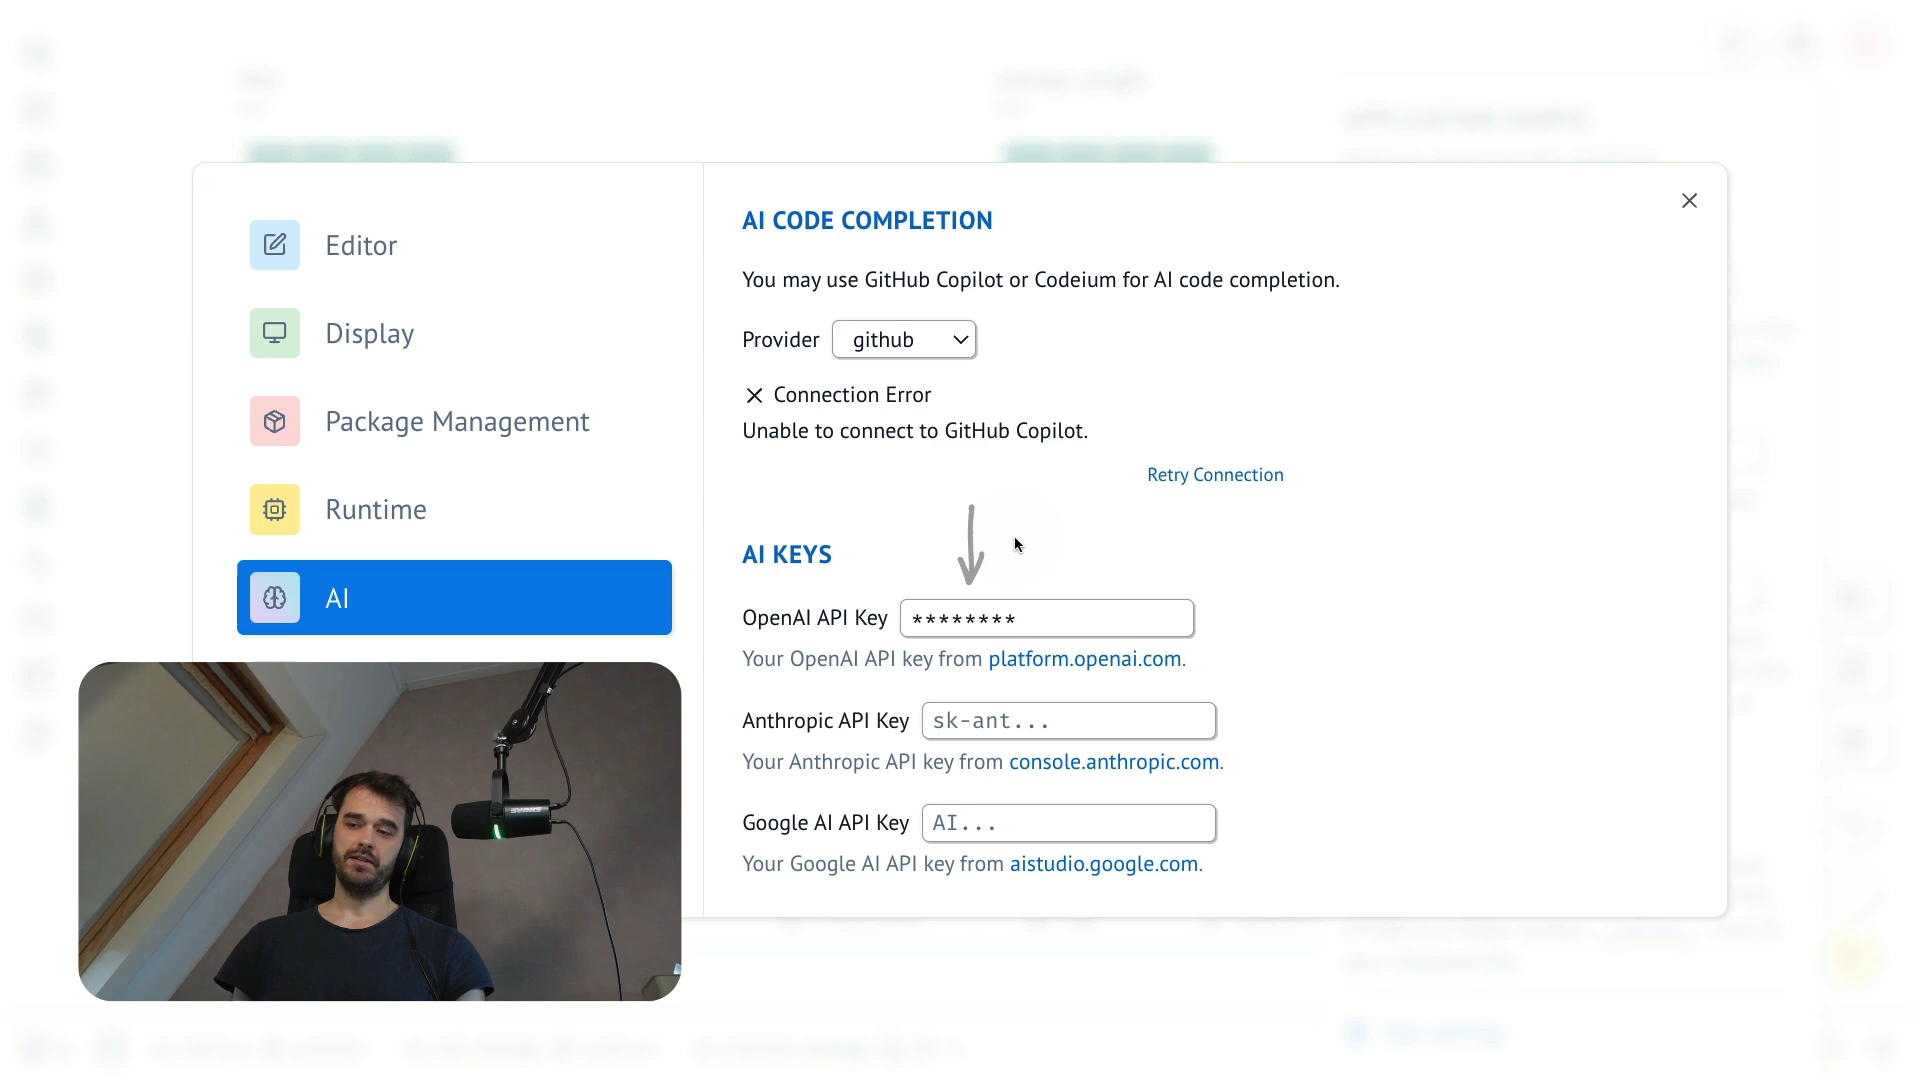 Editor
Display
Package Management
Runtime
AI
AI CODE COMPLETION
You may use GitHub Copilot or Codeium for AI code completion.
Provider github
Connection Error
Unable to connect to GitHub Copilot.
Retry Connection
AI KEYS
OpenAI API Key ********
Your OpenAI API key from platform.openai.com.
Anthropic API Key sk-ant...
Your Anthropic API key from console.anthropic.com.
Google AI API Key AI...
Your Google AI API key from aistudio.google.com.
SHURE